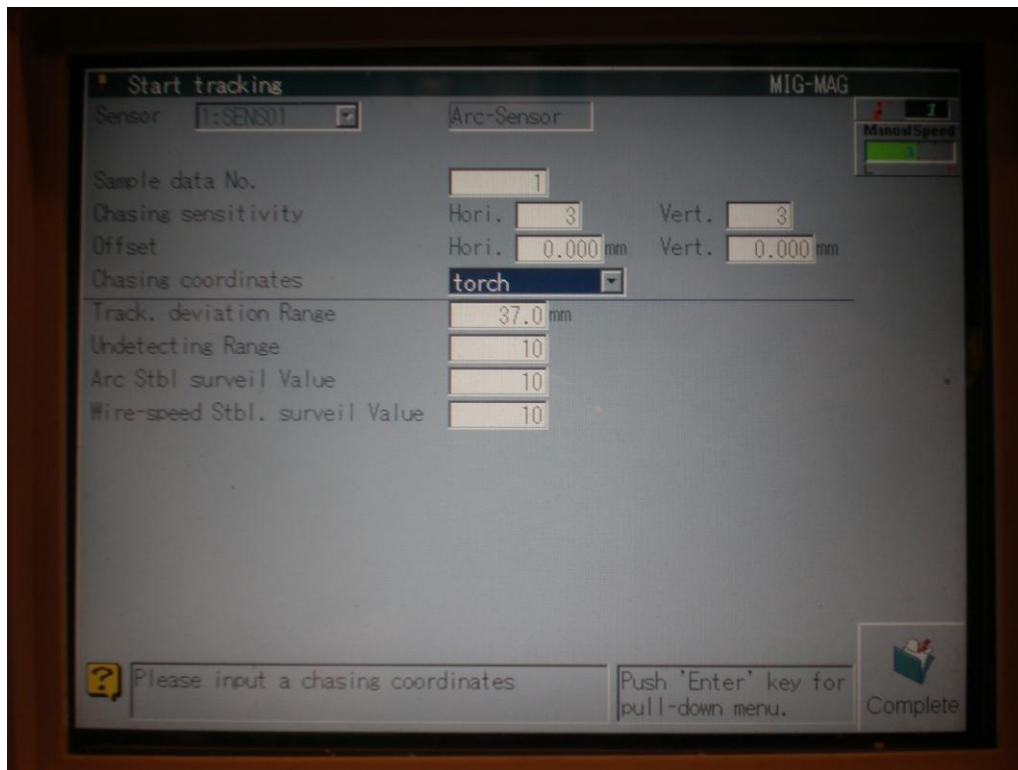 Start tracking MIG-MAG
Sensor 1:SENS01 Arc-Sensor
1
Manual Speed
Sample data No. 1
Chasing sensitivity Hori. 3 Vert. 3
Offset Hori. 0.000 mm Vert. 0.000 mm
Chasing coordinates torch
Track. deviation Range 37.0 mm
Undetecting Range 10
Arc Stbl surveil Value 10
Wire-speed Stbl. surveil Value 10
Please input a chasing coordinates
Push 'Enter' key for
pull-down menu.
Complete